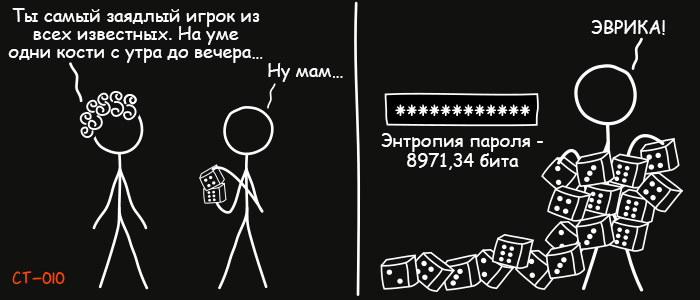 Ты самый заядлый игрок из
всех известных. На уме
одни кости с утра до вечера...
Ну мам...
ЭВРИКА!
************
Энтропия пароля -
8971,34 бита
CT-010